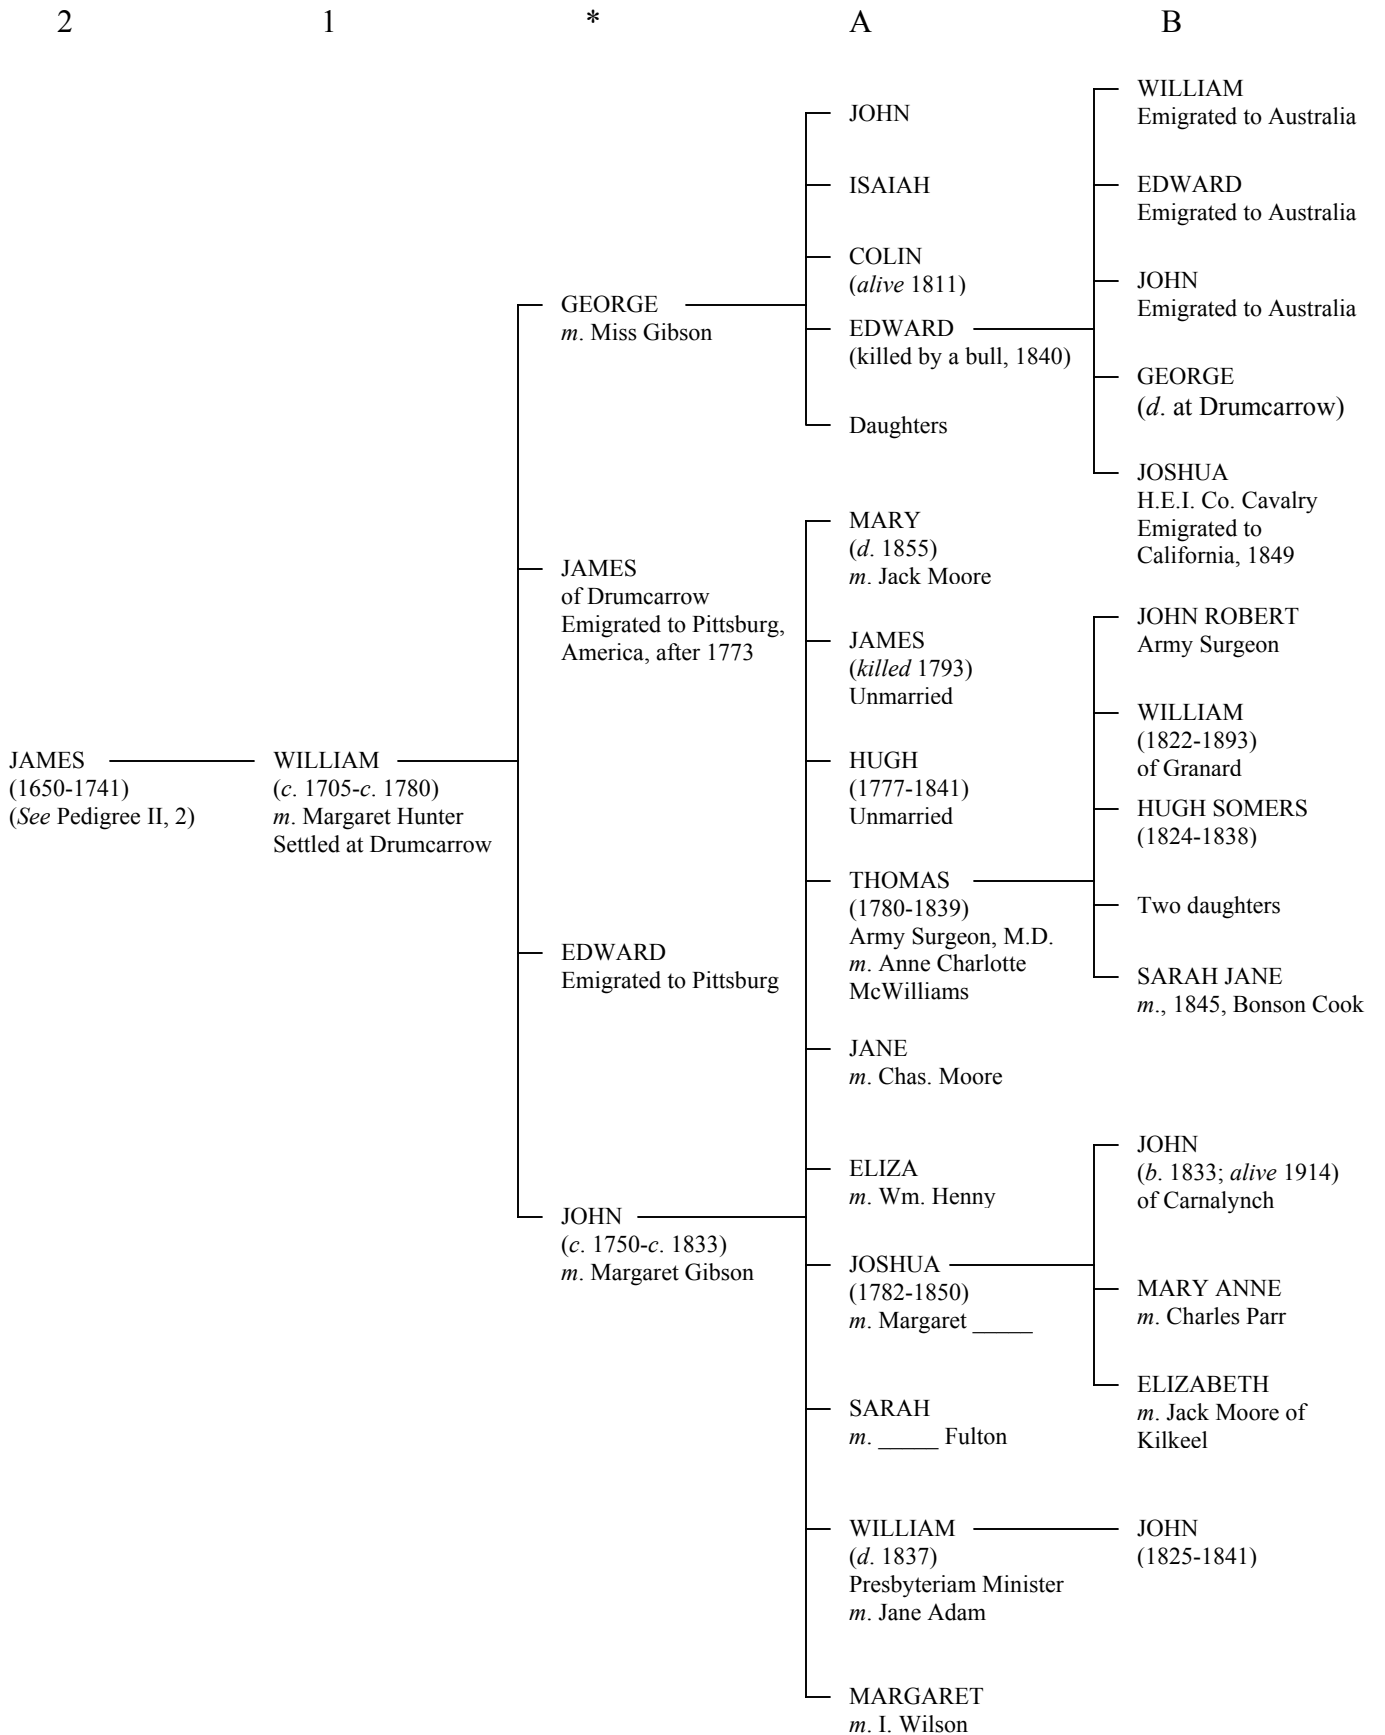 2 1 * A B
JAMES
(1650-1741)
(See Pedigree II, 2)
WILLIAM
(c. 1705-c. 1780)
m. Margaret Hunter
Settled at Drumcarrow
GEORGE
m. Miss Gibson
JAMES
of Drumcarrow
Emigrated to Pittsburg,
America, after 1773
EDWARD
Emigrated to Pittsburg
JOHN
(c. 1750-c. 1833)
m. Margaret Gibson
JOHN
ISAIAH
COLIN
(alive 1811)
EDWARD
(killed by a bull, 1840)
Daughters
MARY
(d. 1855)
m. Jack Moore
JAMES
(killed 1793)
Unmarried
HUGH
(1777-1841)
Unmarried
THOMAS
(1780-1839)
Army Surgeon, M.D.
m. Anne Charlotte
McWilliams
JANE
m. Chas. Moore
ELIZA
m. Wm. Henny
JOSHUA
(1782-1850)
m. Margaret _____
SARAH
m. _____ Fulton
WILLIAM
(d. 1837)
Presbyteriam Minister
m. Jane Adam
MARGARET
m. I. Wilson
WILLIAM
Emigrated to Australia
EDWARD
Emigrated to Australia
JOHN
Emigrated to Australia
GEORGE
(d. at Drumcarrow)
JOSHUA
H.E.I. Co. Cavalry
Emigrated to
California, 1849
JOHN ROBERT
Army Surgeon
WILLIAM
(1822-1893)
of Granard
HUGH SOMERS
(1824-1838)
Two daughters
SARAH JANE
m., 1845, Bonson Cook
JOHN
(b. 1833; alive 1914)
of Carnalynch
MARY ANNE
m. Charles Parr
ELIZABETH
m. Jack Moore of
Kilkeel
JOHN
(1825-1841)